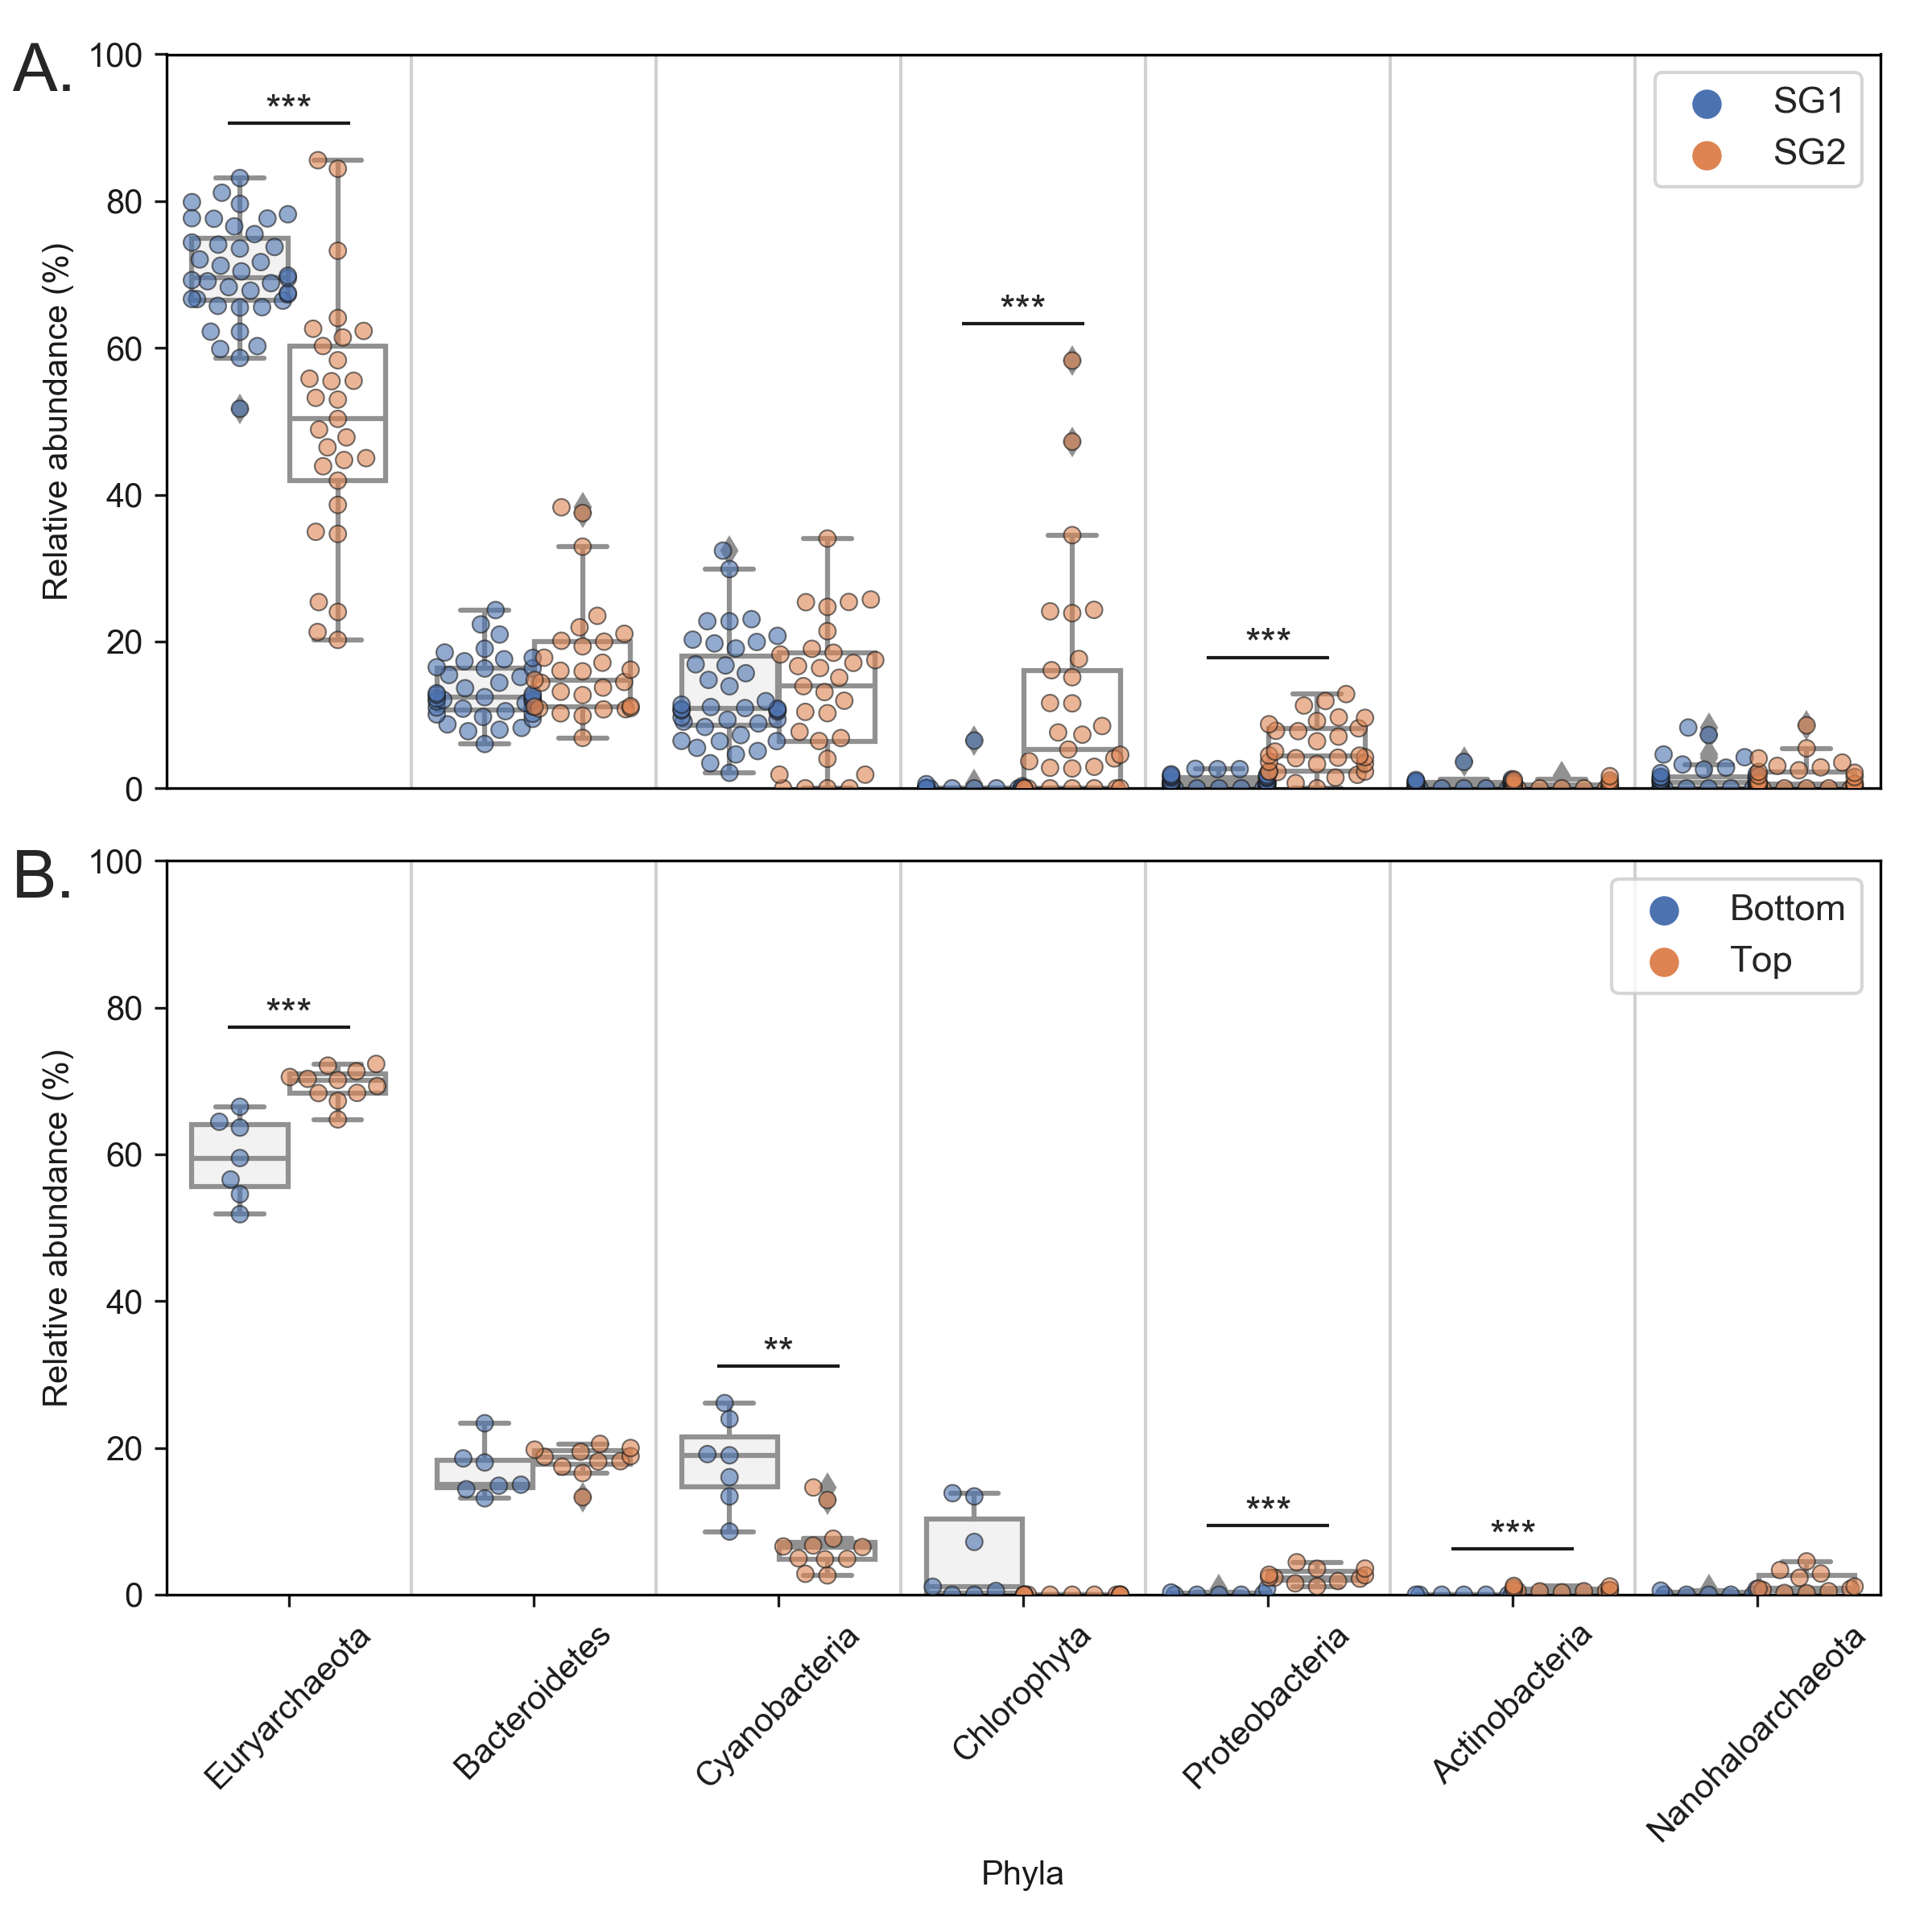 A.
100
80
60
40
20
0
Relative abundance (%)
***
***
***
SG1
SG2
B.
100
80
60
40
20
0
Relative abundance (%)
***
**
***
***
Bottom
Top
Euryarchaeota
Bacteroidetes
Cyanobacteria
Chlorophyta
Proteobacteria
Actinobacteria
Nanohaloarchaeota
Phyla